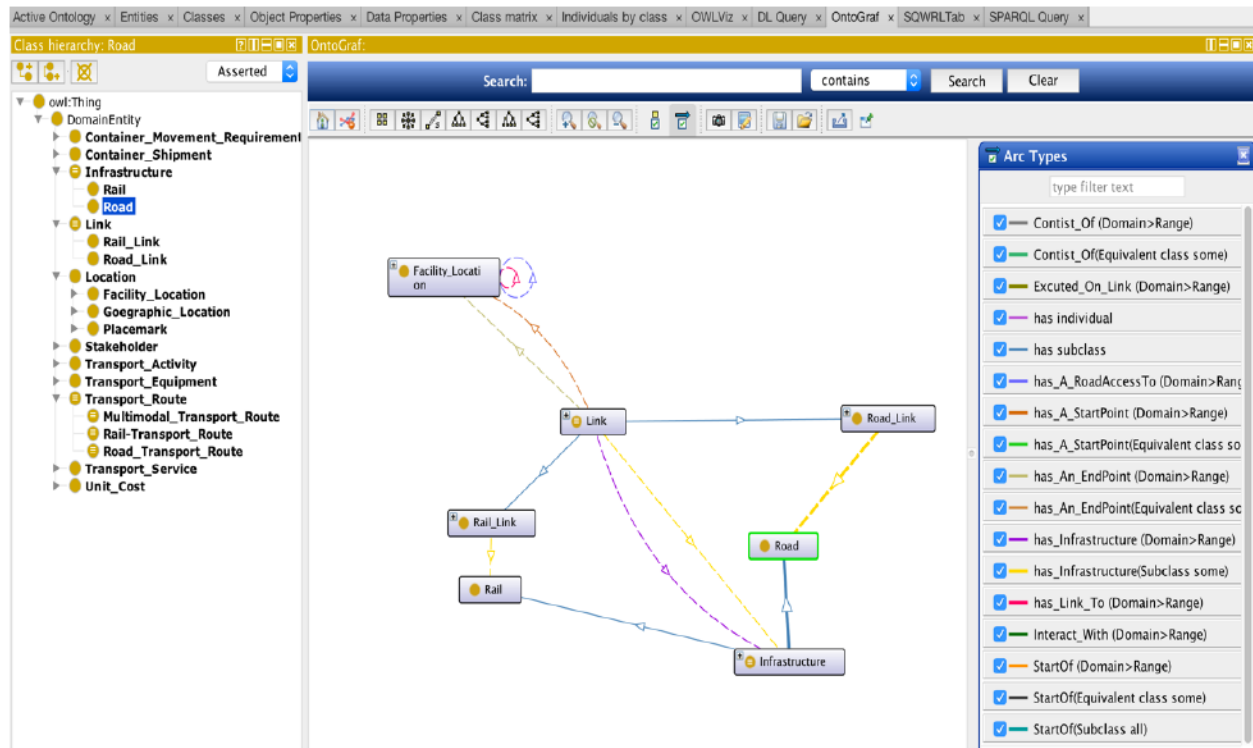 Active Ontology × Entities × Classes × Object Properties × Data Properties × Class matrix × Individuals by class × OWLViz × DL Query × OntoGraf × SQWRLTab × SPARQL Query ×
Class hierarchy: Road
OntoGraf:
Asserted
Search:
contains
Search
Clear
owl:Thing
DomainEntity
Container_Movement_Requirement
Container_Shipment
Infrastructure
Rail
Road
Link
Rail_Link
Road_Link
Location
Facility_Location
Goegraphic_Location
Placemark
Stakeholder
Transport_Activity
Transport_Equipment
Transport_Route
Multimodal_Transport_Route
Rail-Transport_Route
Road_Transport_Route
Transport_Service
Unit_Cost
Facility_Locati
on
Link
Road_Link
Rail_Link
Road
Rail
Infrastructure
Arc Types
type filter text
Contist_Of (Domain>Range)
Contist_Of(Equivalent class some)
Excuted_On_Link (Domain>Range)
has individual
has subclass
has_A_RoadAccessTo (Domain>Rang
has_A_StartPoint (Domain>Range)
has_A_StartPoint(Equivalent class so
has_An_EndPoint (Domain>Range)
has_An_EndPoint(Equivalent class sc
has_Infrastructure (Domain>Range)
has_Infrastructure(Subclass some)
has_Link_To (Domain>Range)
Interact_With (Domain>Range)
StartOf (Domain>Range)
StartOf(Equivalent class some)
StartOf(Subclass all)